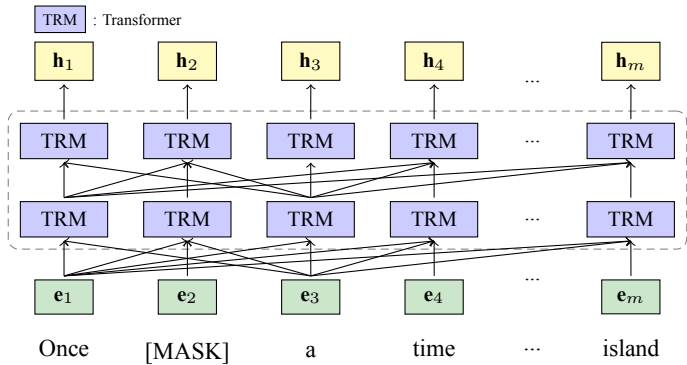 TRM : Transformer
h1 h2 h3 h4 ... hm
TRM TRM TRM TRM ... TRM
TRM TRM TRM TRM ... TRM
e1 e2 e3 e4 ... em
Once [MASK] a time ... island